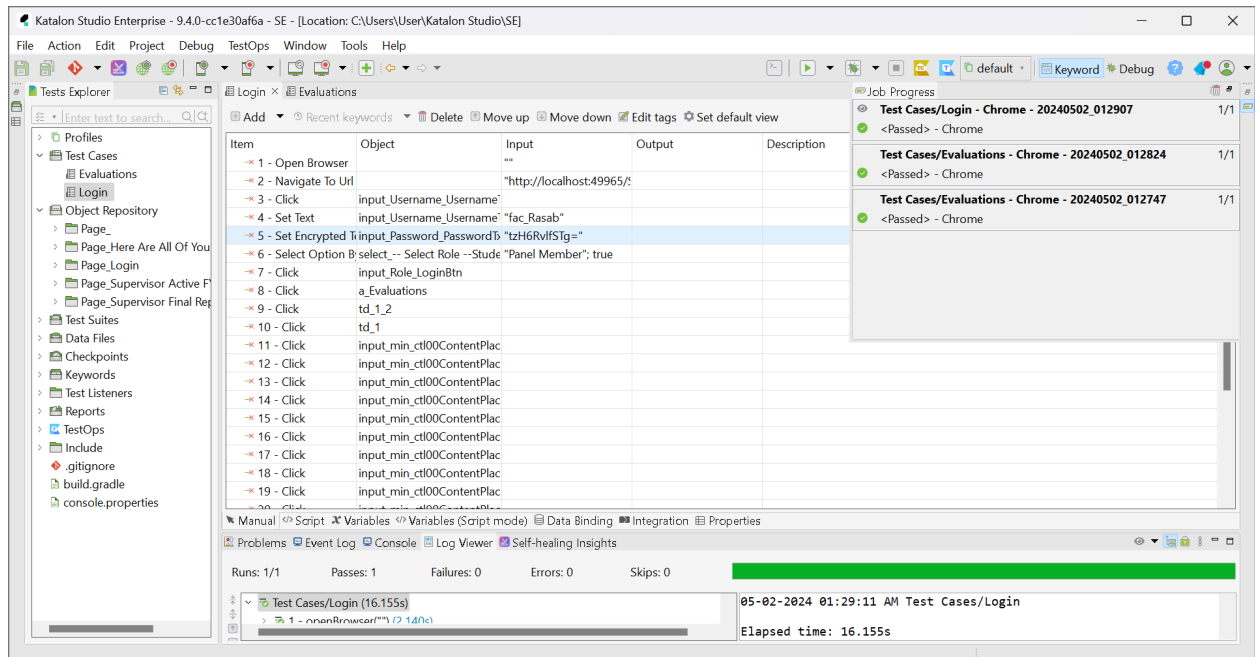 Katalon Studio Enterprise - 9.4.0-cc1e30af6a - SE - [Location: C:\Users\User\Katalon Studio\SE]
File Action Edit Project Debug TestOps Window Tools Help
default Keyword Debug
Tests Explorer
Enter text to search...
Profiles
Test Cases
Evaluations
Login
Object Repository
Page_
Page_Here Are All Of You
Page_Login
Page_Supervisor Active F
Page_Supervisor Final Rep
Test Suites
Data Files
Checkpoints
Keywords
Test Listeners
Reports
TestOps
Include
.gitignore
build.gradle
console.properties
Login Evaluations
Add Recent keywords Delete Move up Move down Edit tags Set default view
Item Object Input Output Description
1 - Open Browser ""
2 - Navigate To Url "http://localhost:49965/
3 - Click input_Username_Username
4 - Set Text input_Username_Username "fac_Rasab"
5 - Set Encrypted input_Password_Password "tzH6RvlfSTg="
6 - Select Option select_-- Select Role --Stude "Panel Member"; true
7 - Click input_Role_LoginBtn
8 - Click a_Evaluations
9 - Click td_1_2
10 - Click td_1
11 - Click input_min_ctl00ContentPlac
12 - Click input_min_ctl00ContentPlac
13 - Click input_min_ctl00ContentPlac
14 - Click input_min_ctl00ContentPlac
15 - Click input_min_ctl00ContentPlac
16 - Click input_min_ctl00ContentPlac
17 - Click input_min_ctl00ContentPlac
18 - Click input_min_ctl00ContentPlac
19 - Click input_min_ctl00ContentPlac
Job Progress
Test Cases/Login - Chrome - 20240502_012907 1/1
<Passed> - Chrome
Test Cases/Evaluations - Chrome - 20240502_012824 1/1
<Passed> - Chrome
Test Cases/Evaluations - Chrome - 20240502_012747 1/1
<Passed> - Chrome
Manual Script Variables Variables (Script mode) Data Binding Integration Properties
Problems Event Log Console Log Viewer Self-healing Insights
Runs: 1/1 Passes: 1 Failures: 0 Errors: 0 Skips: 0
Test Cases/Login (16.155s)
1 - openBrowser("") (2.140s)
05-02-2024 01:29:11 AM Test Cases/Login
Elapsed time: 16.155s